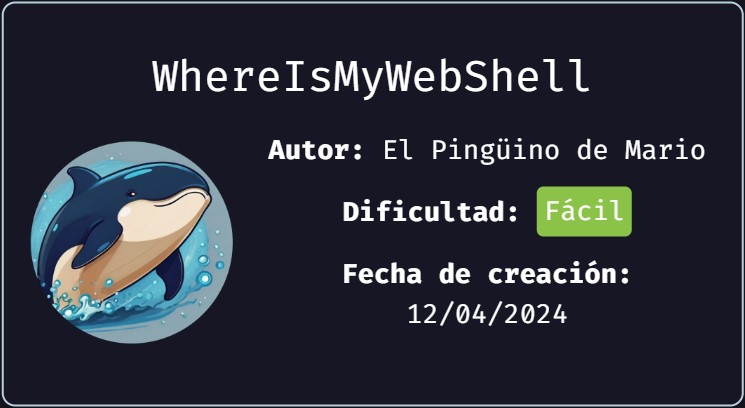 WhereIsMyWebShell
Autor: El Pingüino de Mario
Dificultad: Fácil
Fecha de creación:
12/04/2024